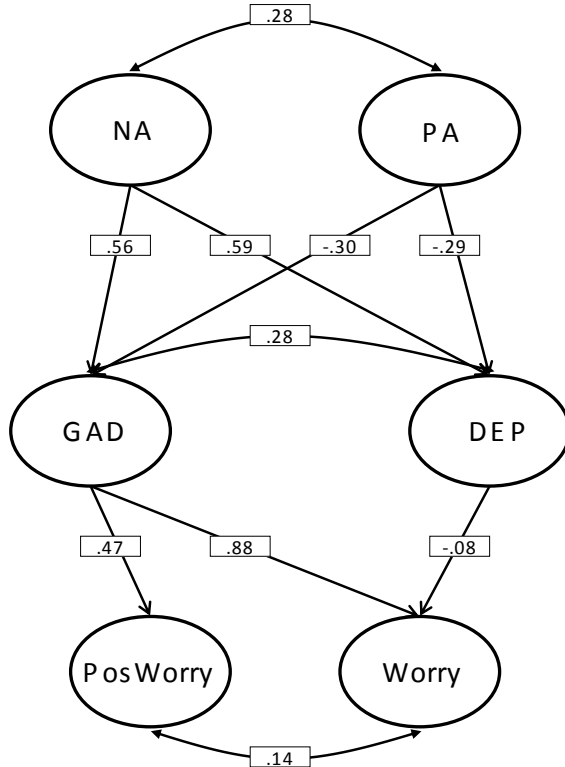 .28
NA
PA
.56
.59
-.30
-.29
.28
GAD
DEP
.47
.88
-.08
PosWorry
Worry
.14